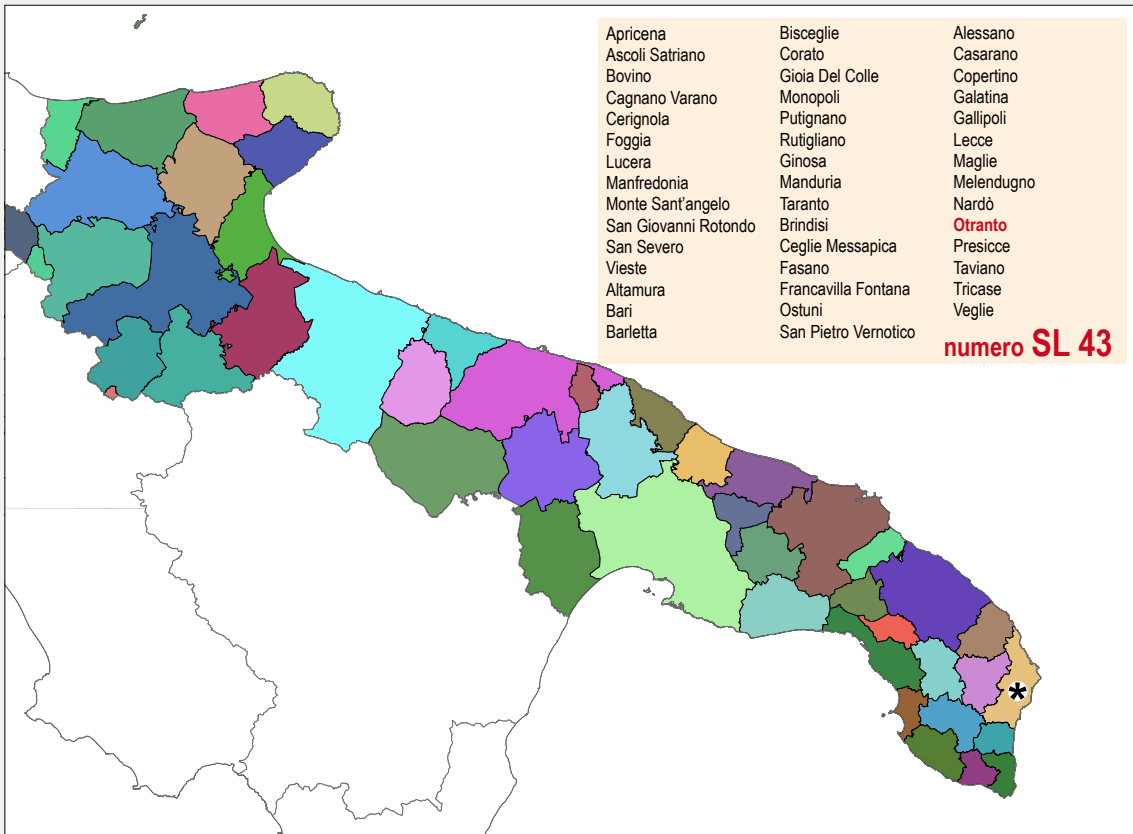 Apricena
Ascoli Satriano
Bovino
Cagnano Varano
Cerignola
Foggia
Lucera
Manfredonia
Monte Sant'angelo
San Giovanni Rotondo
San Severo
Vieste
Altamura
Bari
Barletta
Bisceglie
Corato
Gioia Del Colle
Monopoli
Putignano
Rutigliano
Ginosa
Manduria
Taranto
Brindisi
Ceglie Messapica
Fasano
Francavilla Fontana
Ostuni
San Pietro Vernotico
Alessano
Casarano
Copertino
Galatina
Gallipoli
Lecce
Maglie
Melendugno
Nardò
Otranto
Presicce
Taviano
Tricase
Veglie
numero SL 43
*